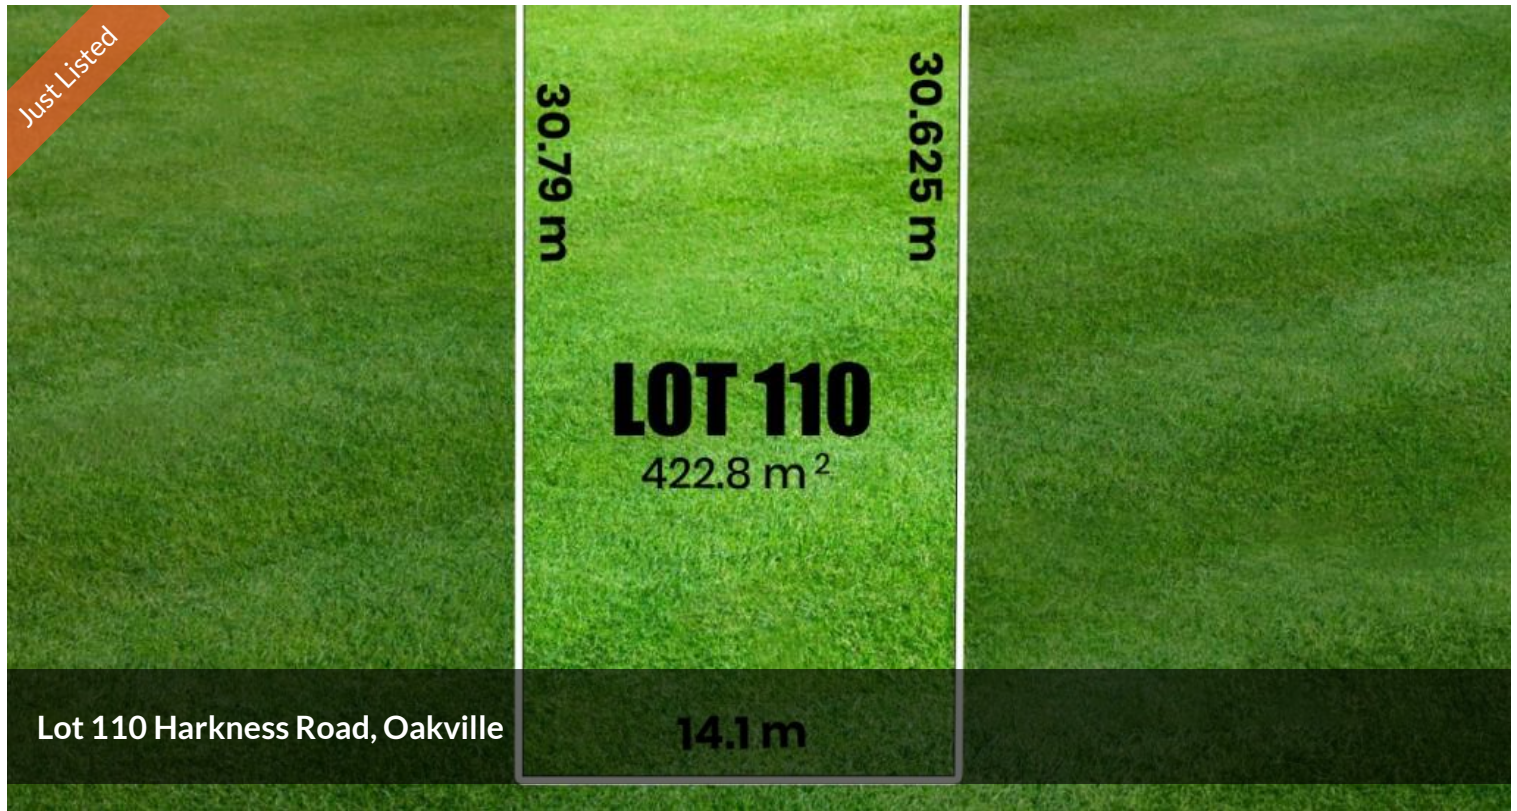 Just Listed
30.79 m
30.625 m
LOT 110
422.8 m²
14.1 m
Lot 110 Harkness Road, Oakville